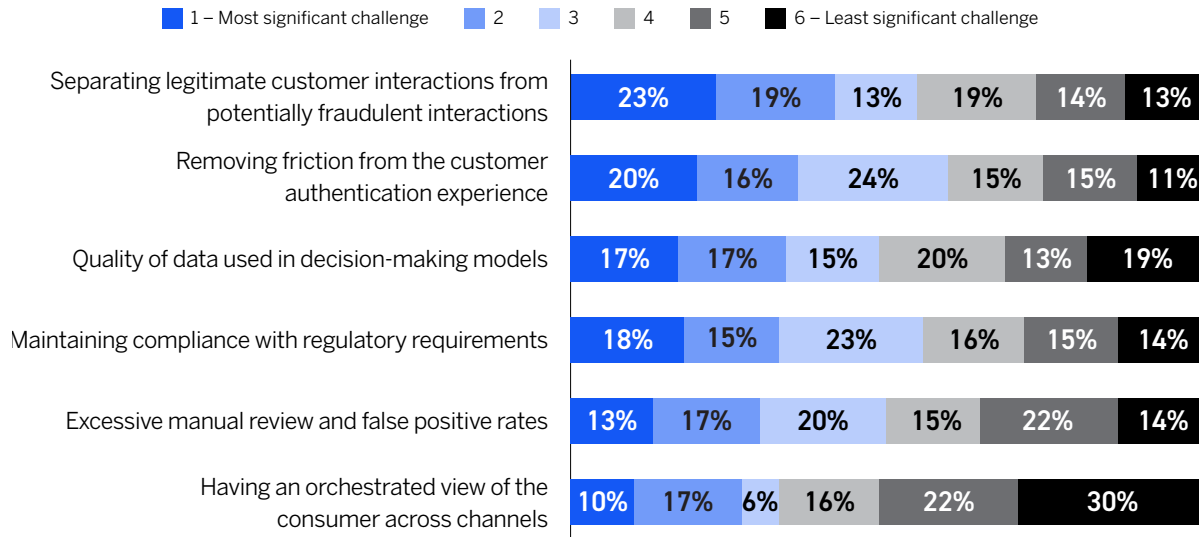 1 – Most significant challenge 2 3 4 5 6 – Least significant challenge
Separating legitimate customer interactions from
potentially fraudulent interactions
23% 19% 13% 19% 14% 13%
Removing friction from the customer
authentication experience
20% 16% 24% 15% 15% 11%
Quality of data used in decision-making models
17% 17% 15% 20% 13% 19%
Maintaining compliance with regulatory requirements
18% 15% 23% 16% 15% 14%
Excessive manual review and false positive rates
13% 17% 20% 15% 22% 14%
Having an orchestrated view of the
consumer across channels
10% 17% 6% 16% 22% 30%